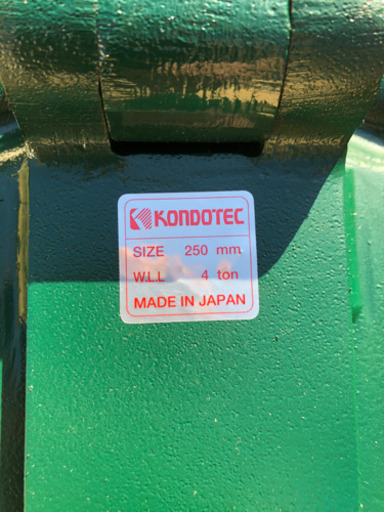 KONDOTEC
SIZE 250 mm
W.L.L 4 ton
MADE IN JAPAN